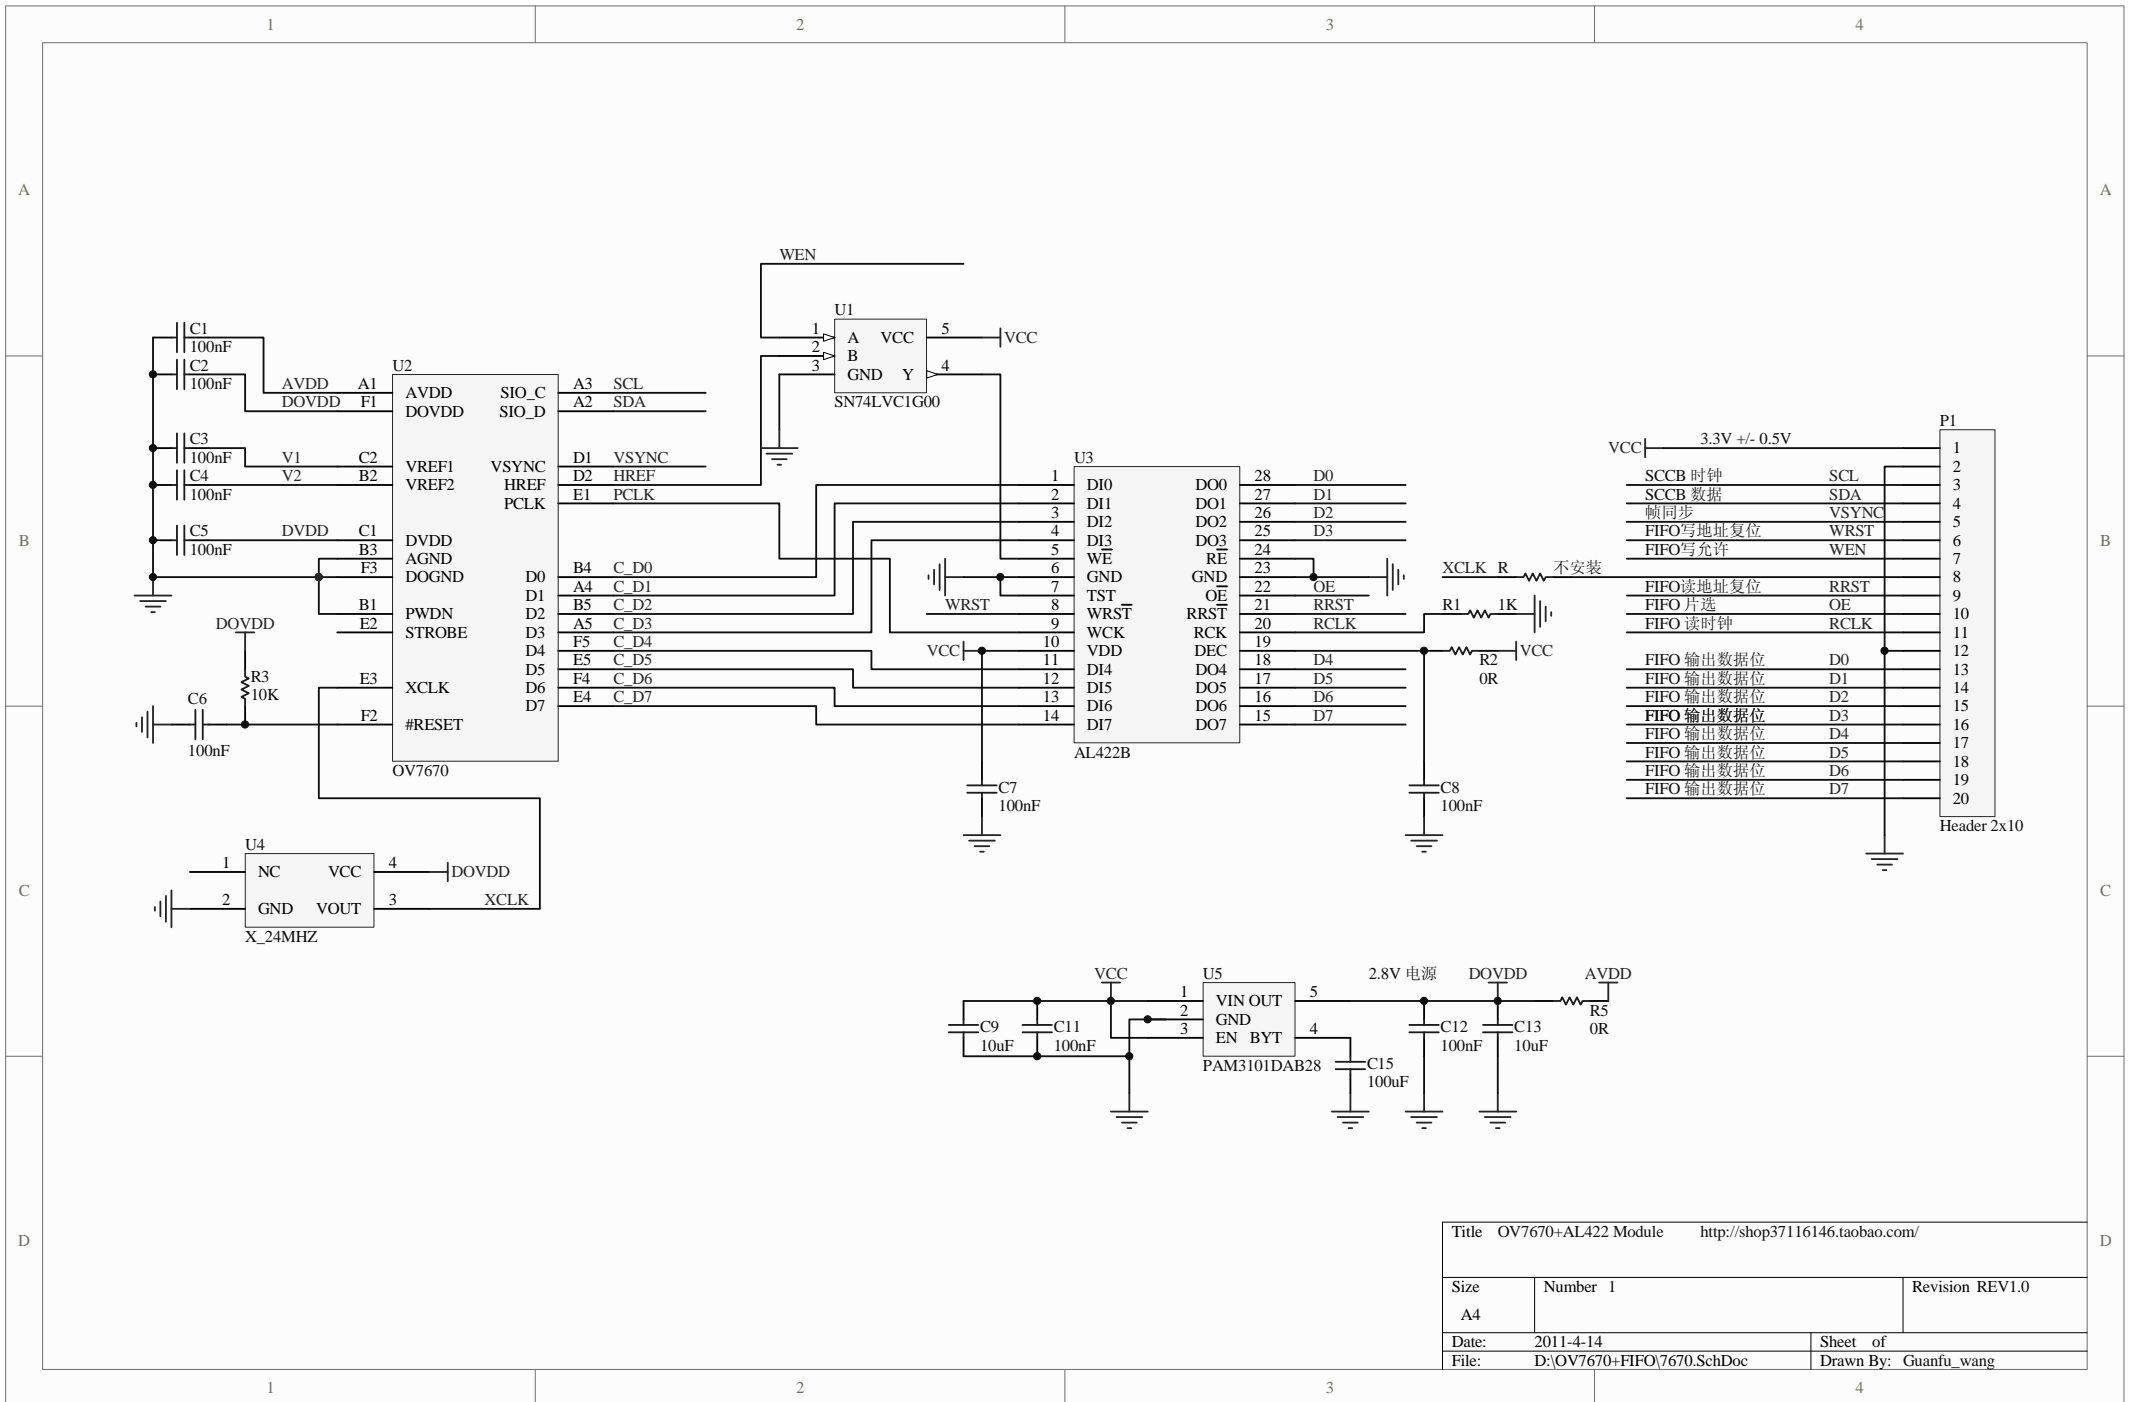 1 2 3 4
A A
B B
C C
D D
1 2 3 4
WEN
U1
1 A VCC 5 VCC
2 B
3 GND Y 4
SN74LVC1G00
C1
100nF
C2
100nF
C3
100nF
C4
100nF
C5
100nF
U2
AVDD A1 AVDD SIO_C A3 SCL
DOVDD F1 DOVDD SIO_D A2 SDA
V1 C2 VREF1 VSYNC D1 VSYNC
V2 B2 VREF2 HREF D2 HREF
PCLK E1 PCLK
DVDD C1 DVDD
B3 AGND
F3 DOGND D0 B4 C_D0
D1 A4 C_D1
B1 PWDN D2 B5 C_D2
E2 STROBE D3 A5 C_D3
D4 F5 C_D4
D5 E5 C_D5
E3 XCLK D6 F4 C_D6
D7 E4 C_D7
F2 #RESET
OV7670
DOVDD
R3
10K
C6
100nF
U4
1 NC VCC 4 DOVDD
2 GND VOUT 3 XCLK
X_24MHZ
U3
1 DI0 DO0 28 D0
2 DI1 DO1 27 D1
3 DI2 DO2 26 D2
4 DI3 DO3 25 D3
5 WE RE 24
6 GND GND 23
7 TST OE 22 OE
WRST 8 WRST RRST 21 RRST
9 WCK RCK 20 RCLK
VCC 10 VDD DEC 19
11 DI4 DO4 18 D4
12 DI5 DO5 17 D5
13 DI6 DO6 16 D6
14 DI7 DO7 15 D7
AL422B
C7
100nF
R1 1K
R2
0R
VCC
C8
100nF
XCLK R 不安装
P1
VCC 3.3V +/- 0.5V 1
2
SCCB 时钟 SCL 3
SCCB 数据 SDA 4
帧同步 VSYNC 5
FIFO写地址复位 WRST 6
FIFO写允许 WEN 7
8
FIFO读地址复位 RRST 9
FIFO 片选 OE 10
FIFO 读时钟 RCLK 11
12
FIFO 输出数据位 D0 13
FIFO 输出数据位 D1 14
FIFO 输出数据位 D2 15
FIFO 输出数据位 D3 16
FIFO 输出数据位 D4 17
FIFO 输出数据位 D5 18
FIFO 输出数据位 D6 19
FIFO 输出数据位 D7 20
Header 2x10
VCC U5 2.8V 电源 DOVDD AVDD
1 VIN OUT 5
2 GND
3 EN BYT 4
PAM3101DAB28
C9
10uF
C11
100nF
C15
100uF
C12
100nF
C13
10uF
R5
0R
Title OV7670+AL422 Module http://shop37116146.taobao.com/
Size Number 1 Revision REV1.0
A4
Date: 2011-4-14 Sheet of
File: D:\OV7670+FIFO\7670.SchDoc Drawn By: Guanfu_wang